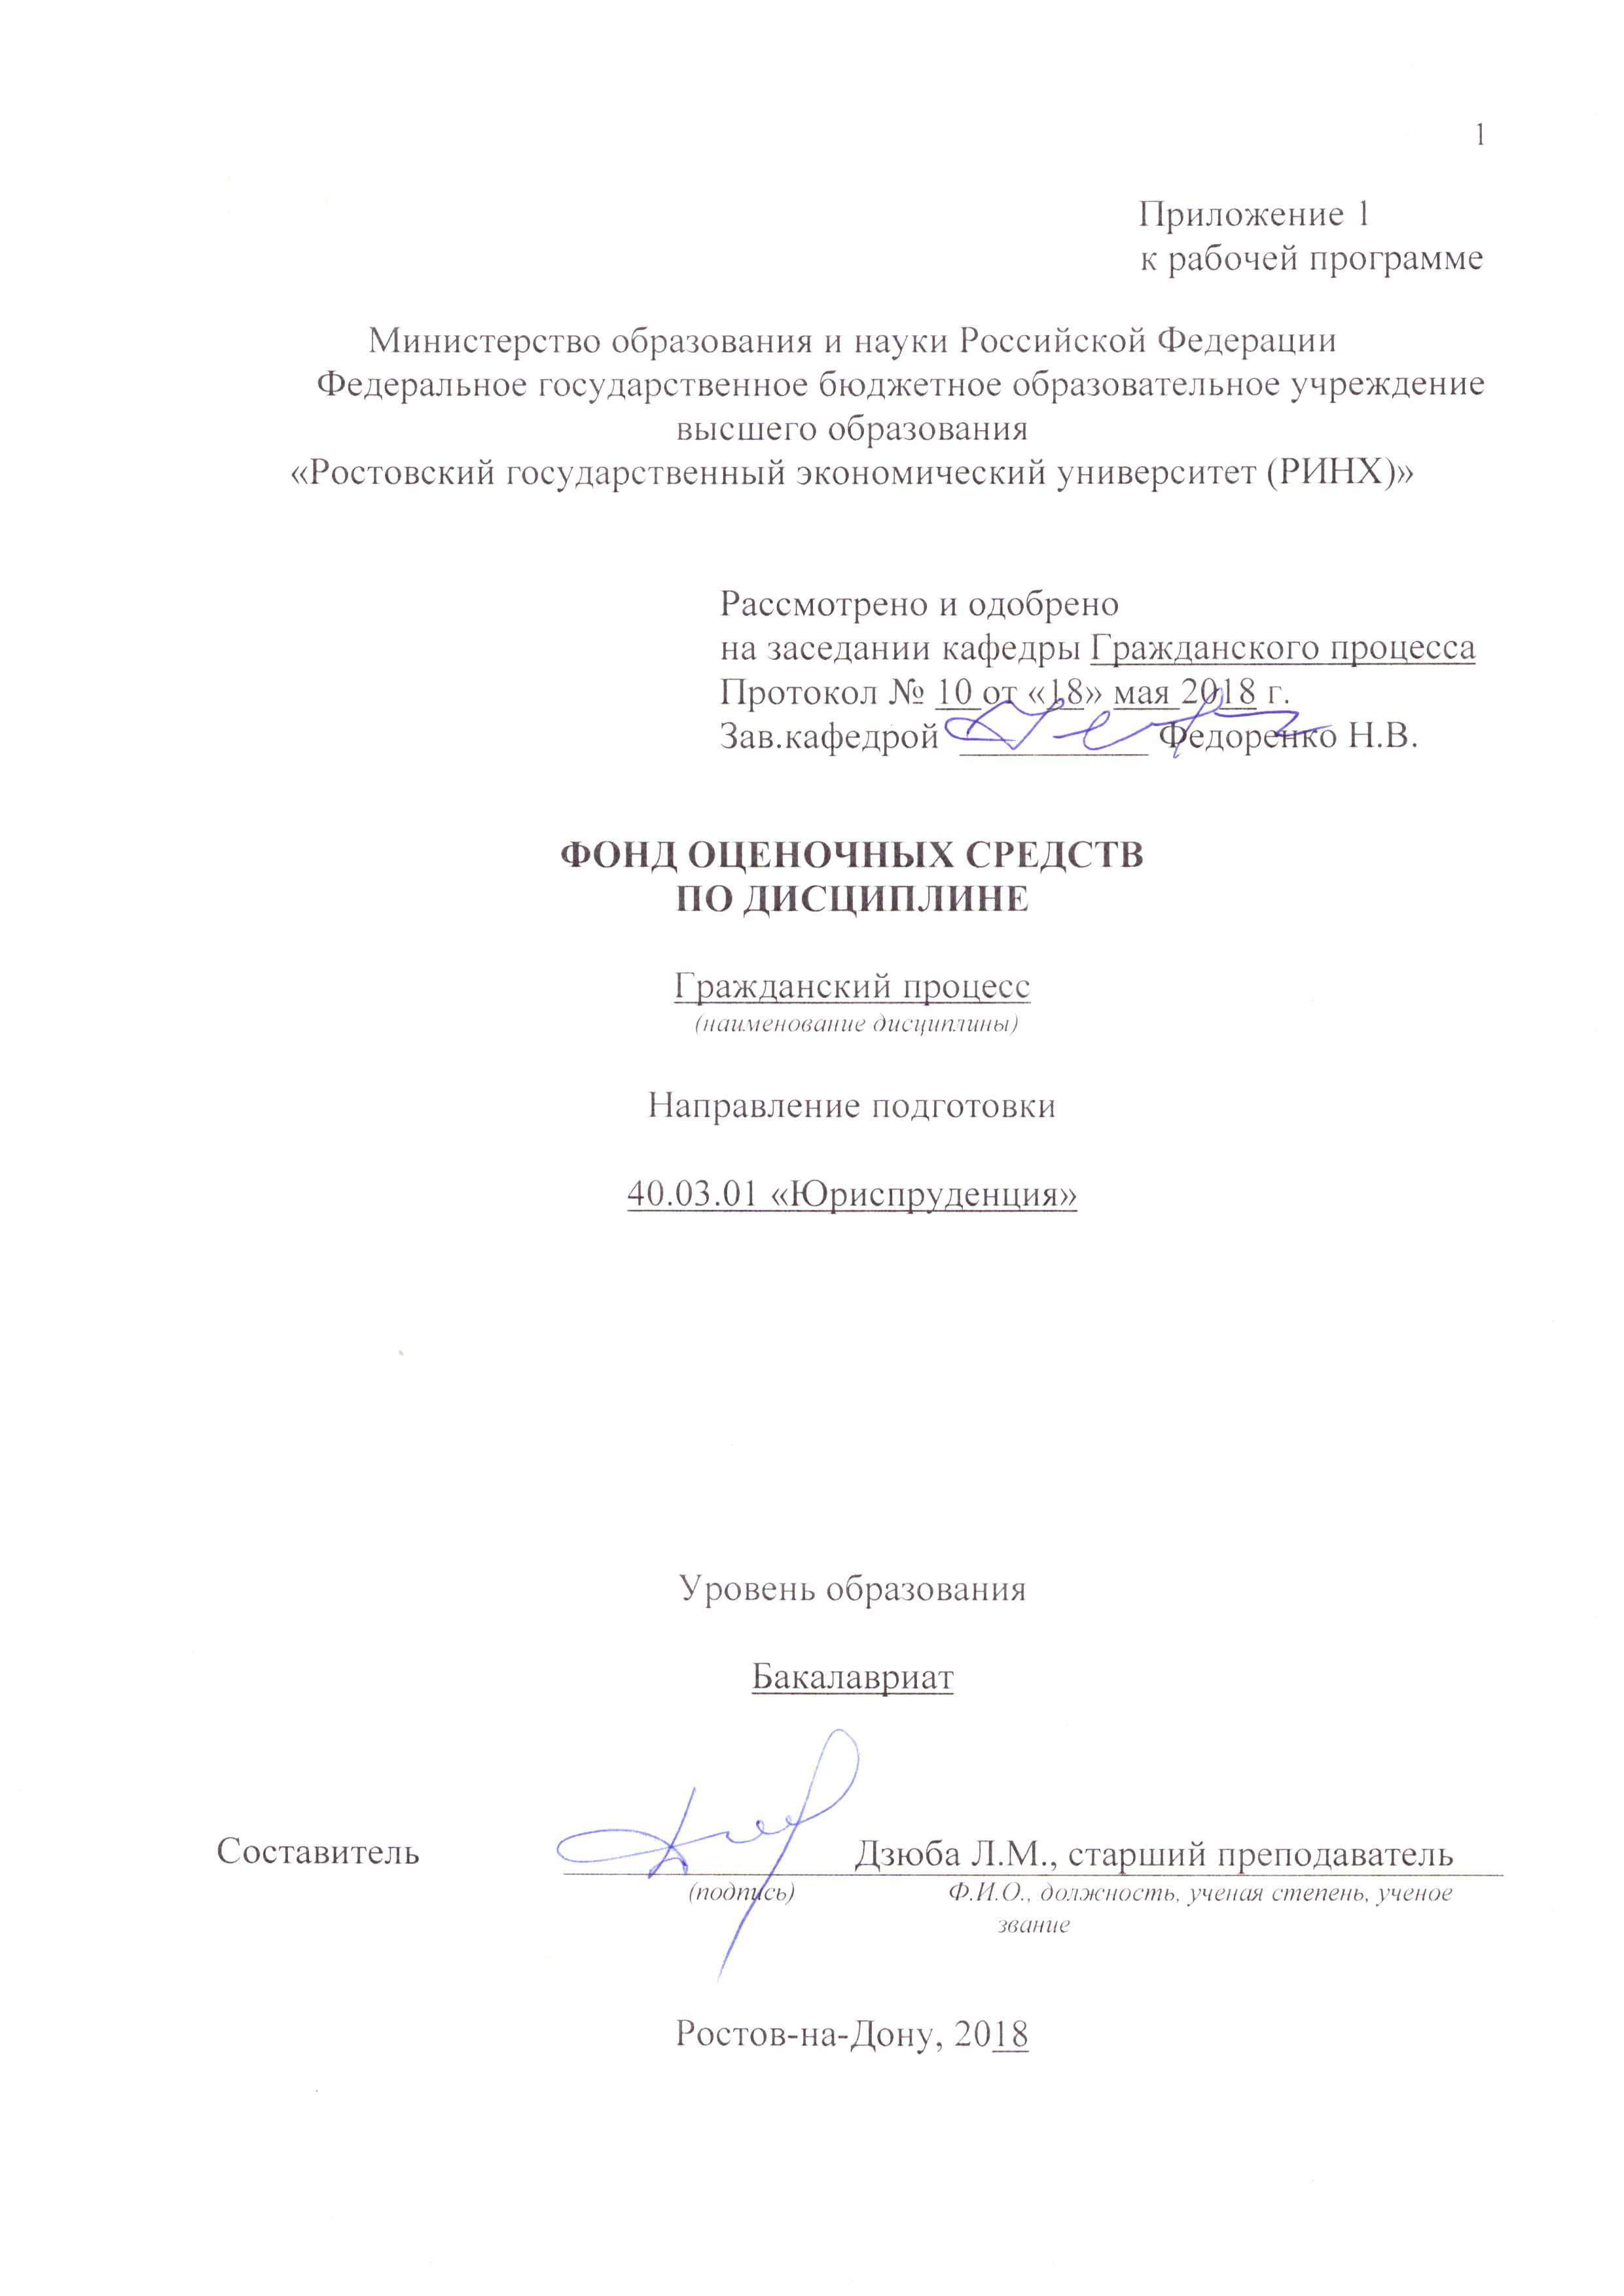 1
Приложение 1
к рабочей программе
Министерство образования и науки Российской Федерации
Федеральное государственное бюджетное образовательное учреждение
высшего образования
«Ростовский государственный экономический университет (РИНХ)»
Рассмотрено и одобрено
на заседании кафедры Гражданского процесса
Протокол № 10 от «18» мая 2018 г.
Зав.кафедрой Федоренко Н.В.
ФОНД ОЦЕНОЧНЫХ СРЕДСТВ
ПО ДИСЦИПЛИНЕ
Гражданский процесс
(наименование дисциплины)
Направление подготовки
40.03.01 «Юриспруденция»
Уровень образования
Бакалавриат
Составитель Дзюба Л.М., старший преподаватель
(подпись) Ф.И.О., должность, ученая степень, ученое
звание
Ростов-на-Дону, 2018